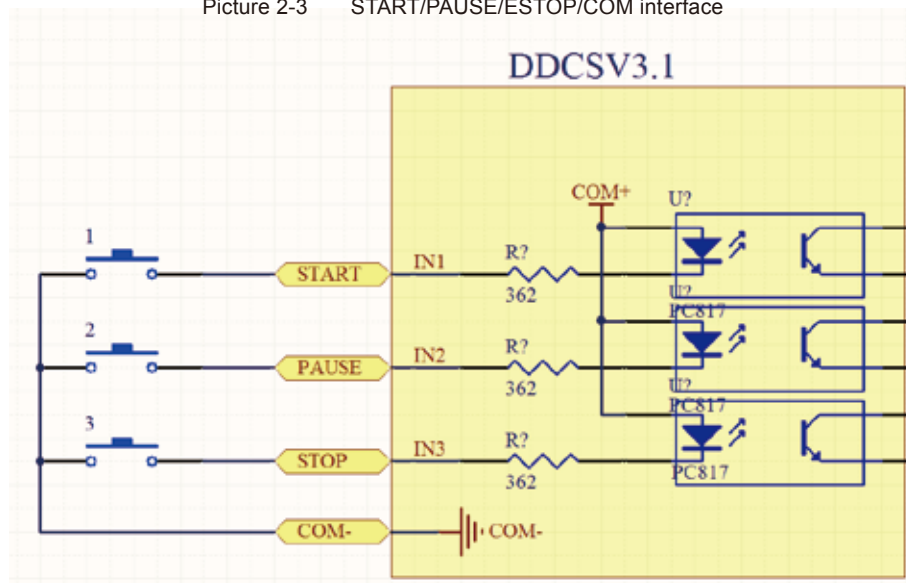 Picture 2-3 START/PAUSE/ESTOP/COM interface
DDCSV3.1
COM+
U?
1
START
IN1
R?
362
U?
PC817
2
PAUSE
IN2
R?
362
U?
PC817
3
STOP
IN3
R?
362
PC817
COM-
COM-